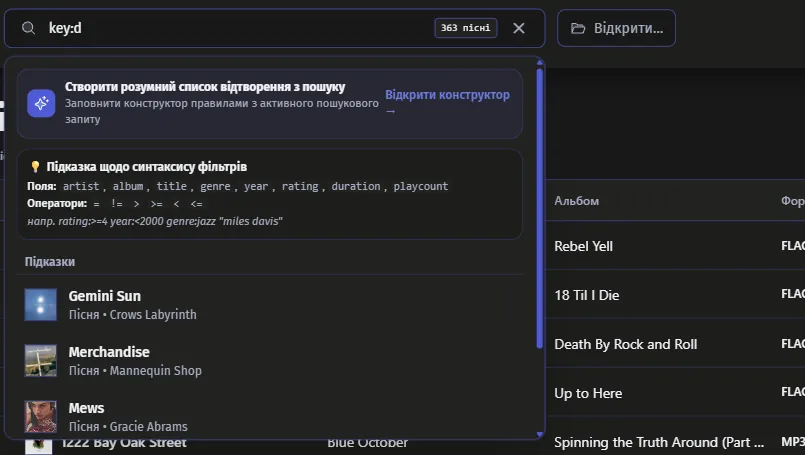 key:d
363 пісні
Відкрити...
Створити розумний список відтворення з пошуку
Заповнити конструктор правилами з активного пошукового
запиту
Відкрити конструктор
→
💡 Підказка щодо синтаксису фільтрів
Поля: artist, album, title, genre, year, rating, duration, playcount
Оператори: = != > >= < <=
напр. rating:>=4 year:<2000 genre:jazz "miles davis"
Підказки
Gemini Sun
Пісня • Crows Labyrinth
Merchandise
Пісня • Mannequin Shop
Mews
Пісня • Gracie Abrams
1222 Bay Oak Street
Blue October
Альбом
Фор
Rebel Yell
FLAC
18 Til I Die
FLAC
Death By Rock and Roll
FLAC
Up to Here
FLAC
Spinning the Truth Around (Part ...
MP3